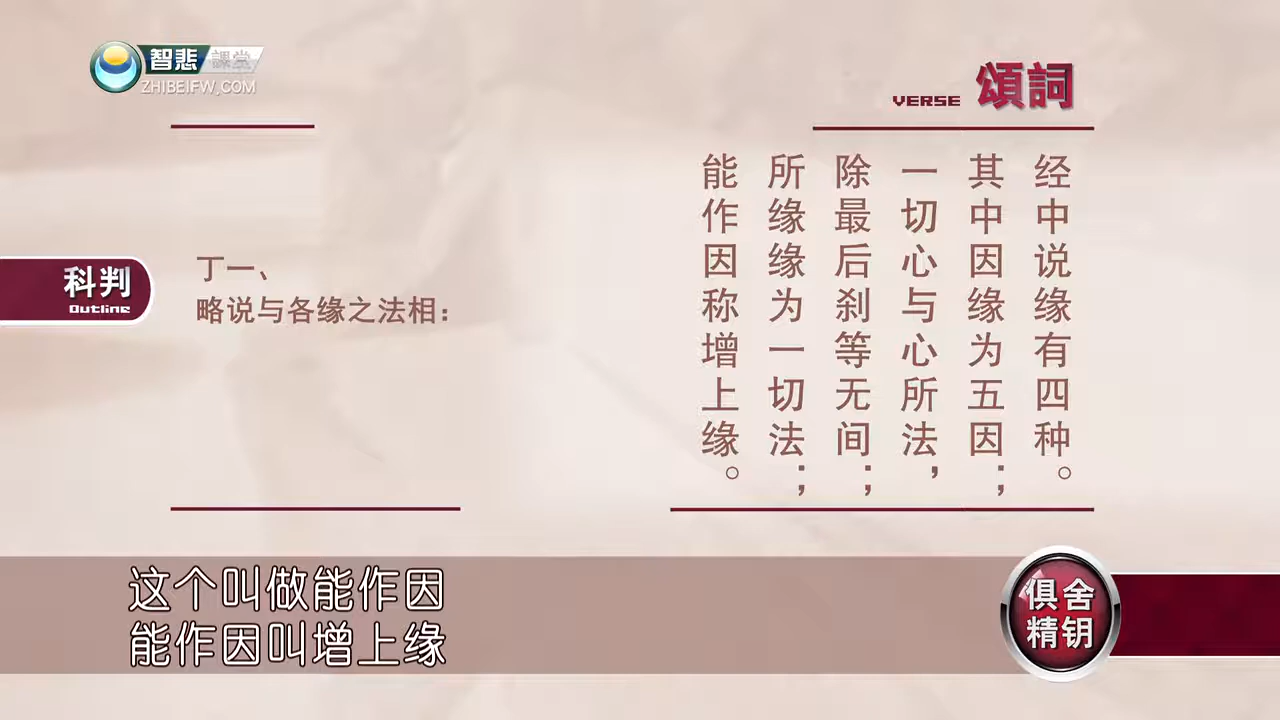 智悲 課堂
ZHIBEIFW.COM
VERSE 頌詞
经中说缘有四种。
其中因缘为五因；
一切心与心所法，
除最后刹等无间；
所缘缘为一切法；
能作因称增上缘。
科判
Outline
丁一、
略说与各缘之法相：
这个叫做能作因
能作因叫增上缘
俱舍
精钥